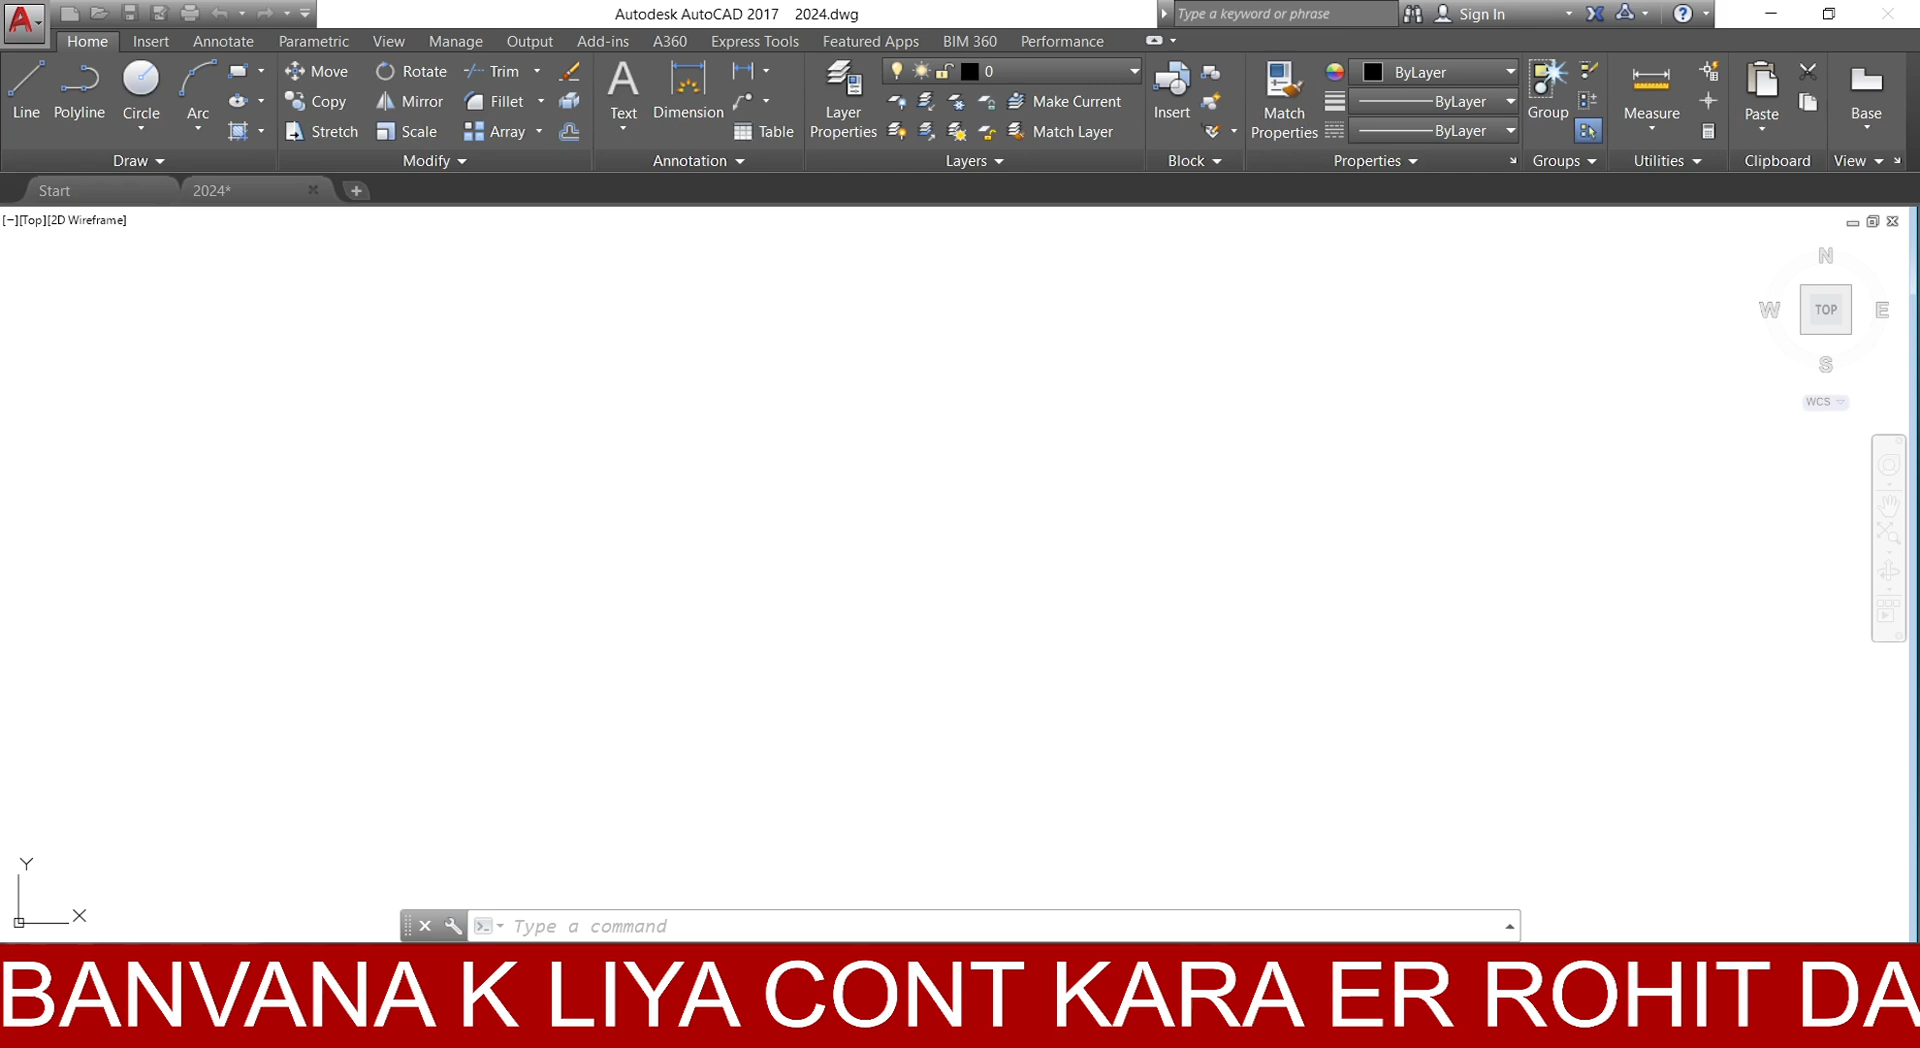 Autodesk AutoCAD 2017 2024.dwg
Type a keyword or phrase
Sign In
Home Insert Annotate Parametric View Manage Output Add-ins A360 Express Tools Featured Apps BIM 360 Performance
Line Polyline Circle Arc
Move Rotate Trim
Copy Mirror Fillet
Stretch Scale Array
Text Dimension Table
Layer Properties
0
Make Current
Match Layer
Insert
Match Properties
ByLayer
ByLayer
ByLayer
Group
Measure
Paste
Base
Draw Modify Annotation Layers Block Properties Groups Utilities Clipboard View
Start 2024*
[−][Top][2D Wireframe]
N
W TOP E
S
WCS
Y
X
Type a command
BANVANA K LIYA CONT KARA ER ROHIT DA